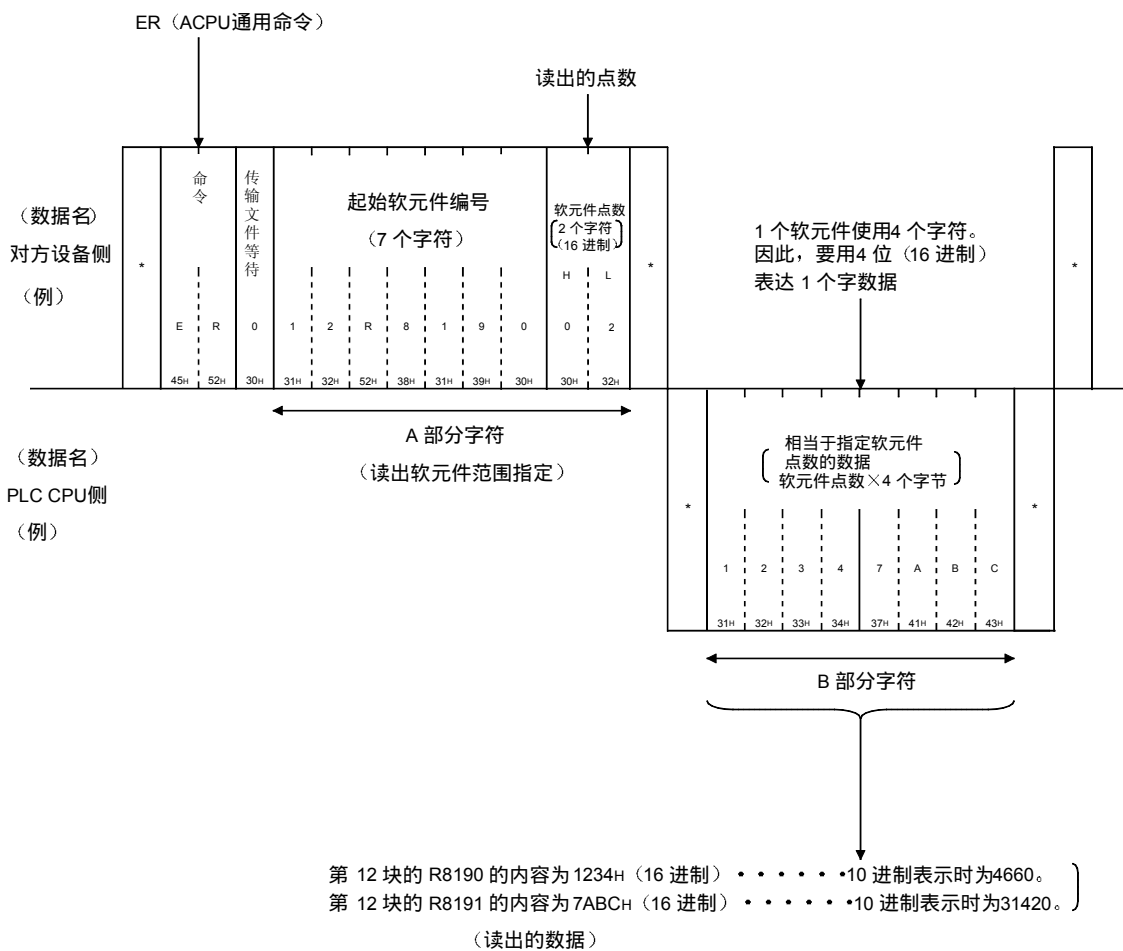 ER（ACPU通用命令）
读出的点数
（数据名）
对方设备侧
（例）
*
命令
传输文件等待
起始软元件编号
（7 个字符）
软元件点数
2 个字符
（16 进制）
H L
*
E R 0 1 2 R 8 1 9 0 0 2
45H 52H 30H 31H 32H 52H 38H 31H 39H 30H 30H 32H
1 个软元件使用4 个字符。
因此，要用4 位（16 进制）
表达 1 个字数据
*
A 部分字符
（读出软元件范围指定）
（数据名）
PLC CPU侧
（例）
*
相当于指定软元件
点数的数据
软元件点数×4 个字节
*
1 2 3 4 7 A B C
31H 32H 33H 34H 37H 41H 42H 43H
B 部分字符
第 12 块的 R8190 的内容为1234H（16 进制）· · · · · ·10 进制表示时为4660。
第 12 块的 R8191 的内容为7ABCH（16 进制）· · · · · ·10 进制表示时为31420。
（读出的数据）